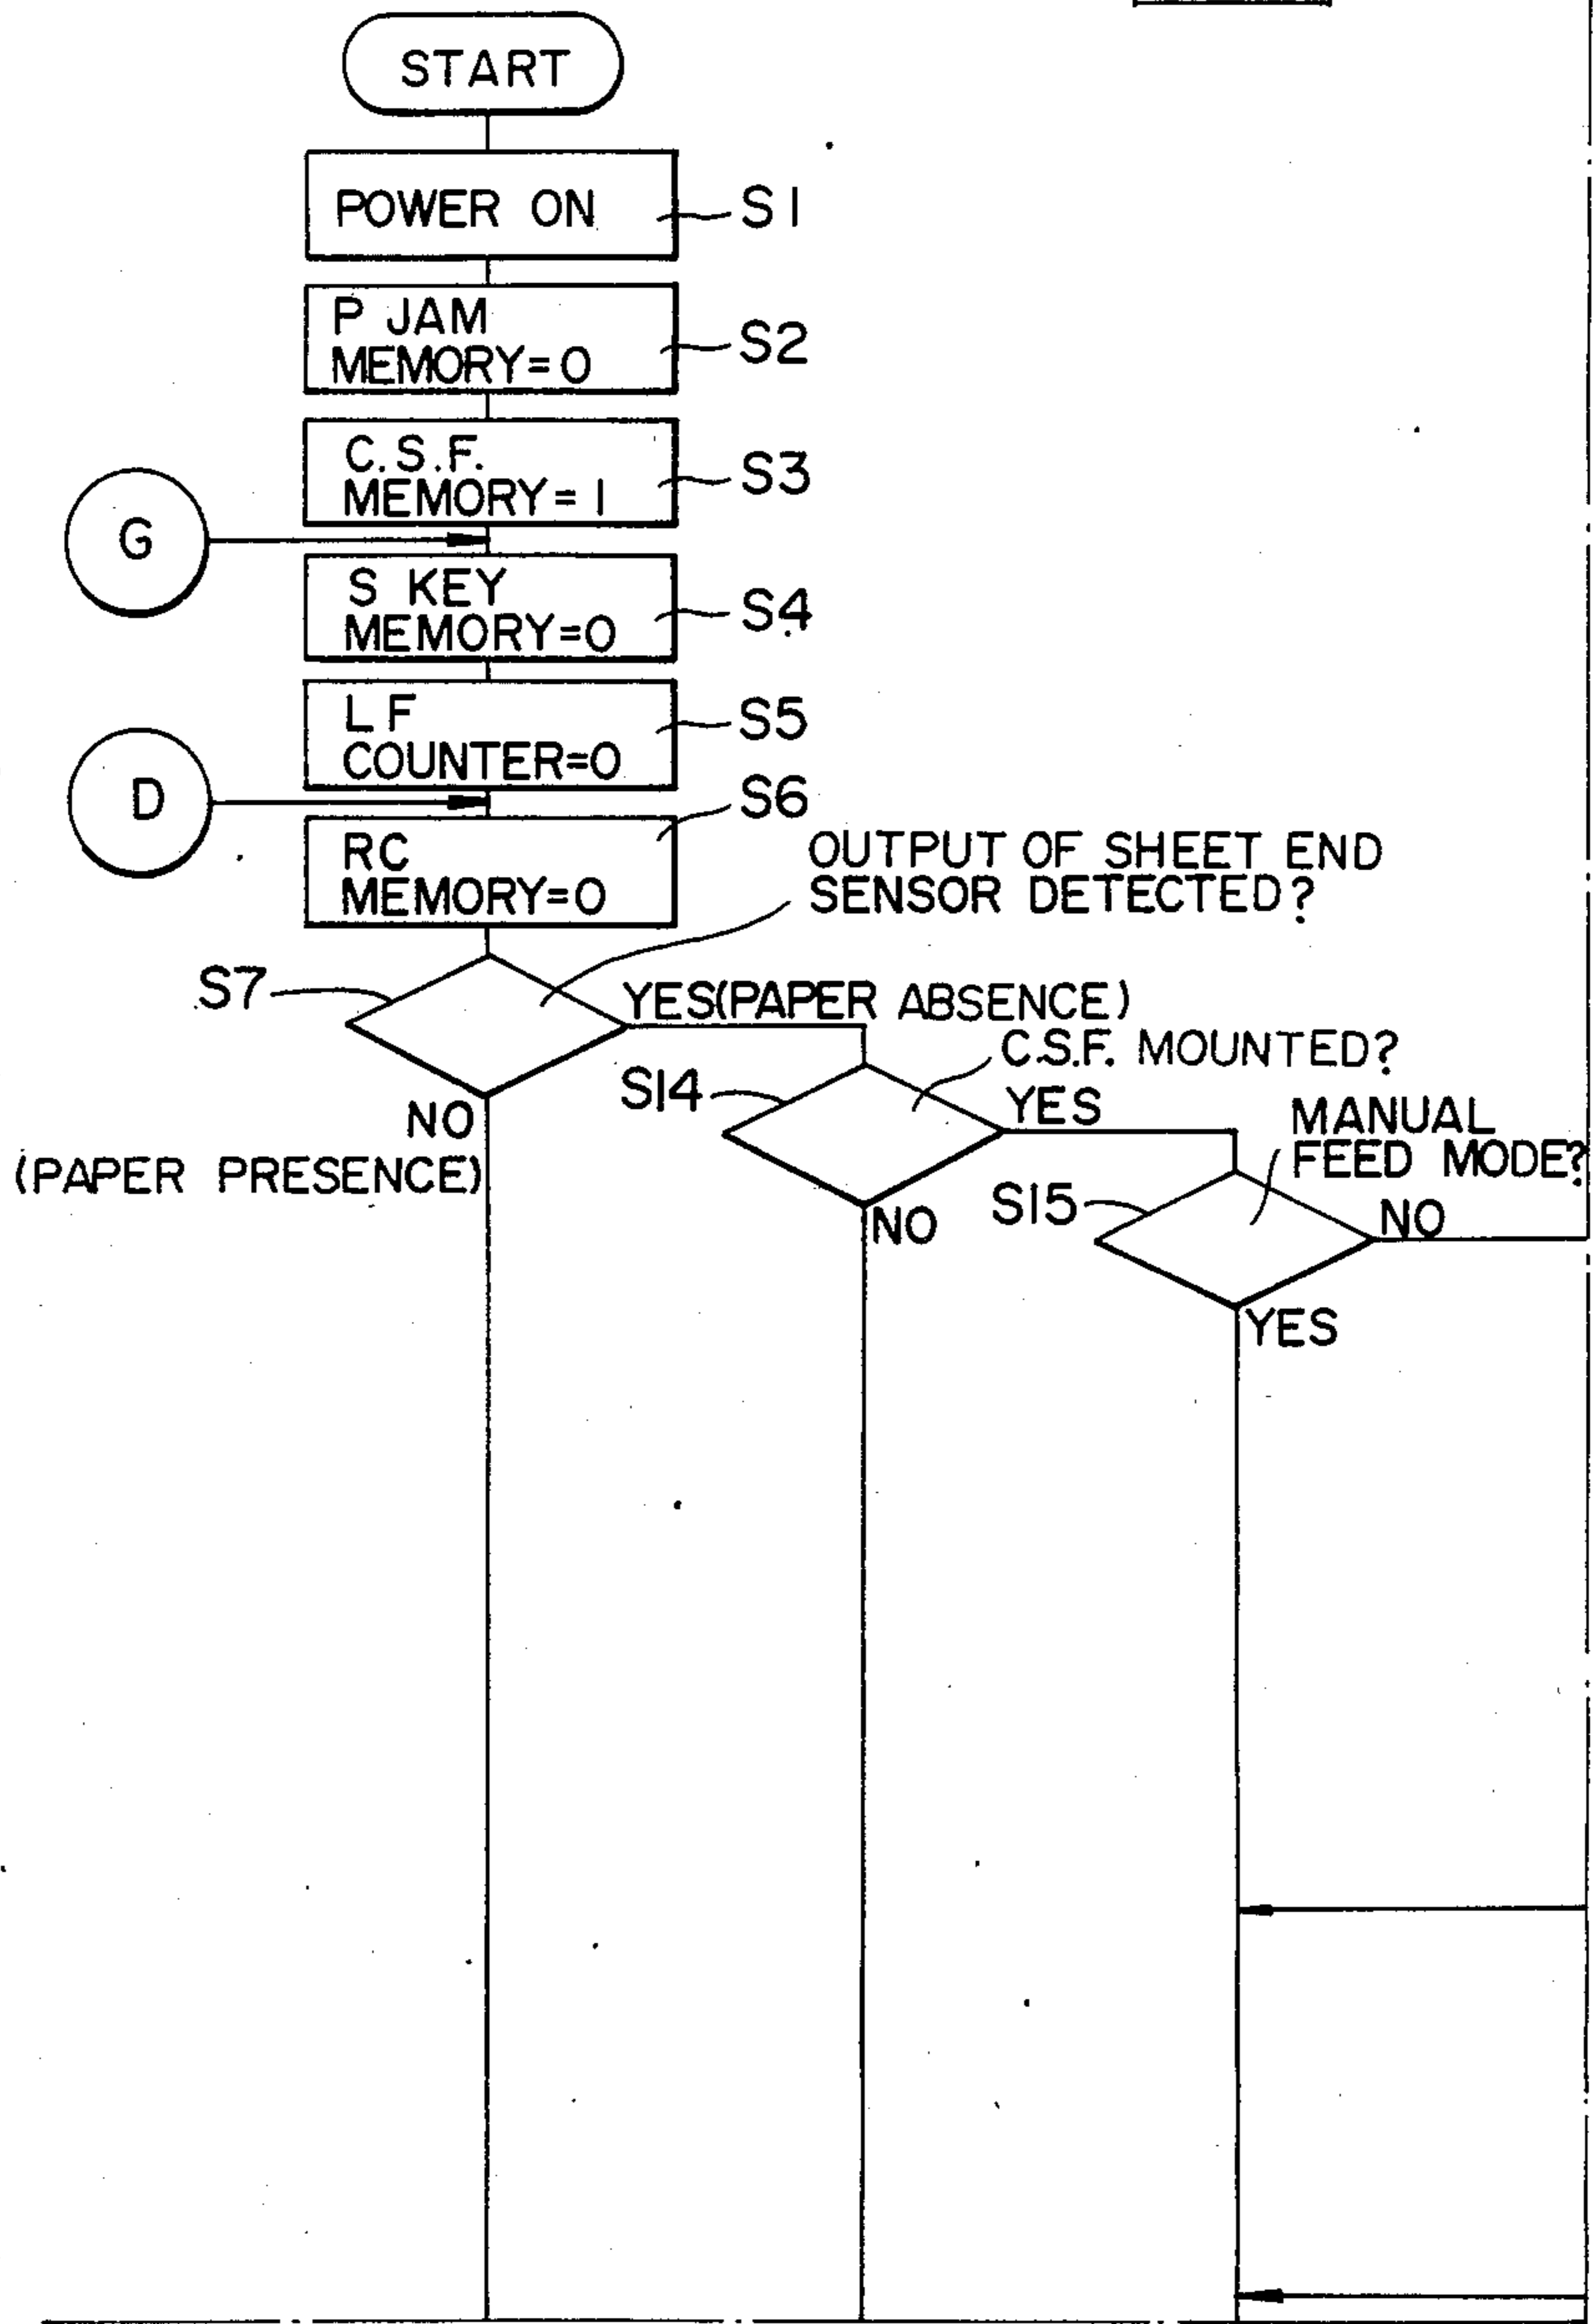 START
POWER ON
S1
P JAM
MEMORY=0
S2
C.S.F.
MEMORY=1
S3
G
S KEY
MEMORY=0
S4
LF
COUNTER=0
S5
D
S6
RC
MEMORY=0
OUTPUT OF SHEET END
SENSOR DETECTED?
S7
YES(PAPER ABSENCE)
NO
(PAPER PRESENCE)
C.S.F. MOUNTED?
S14
YES
NO
MANUAL
FEED MODE?
S15
NO
YES